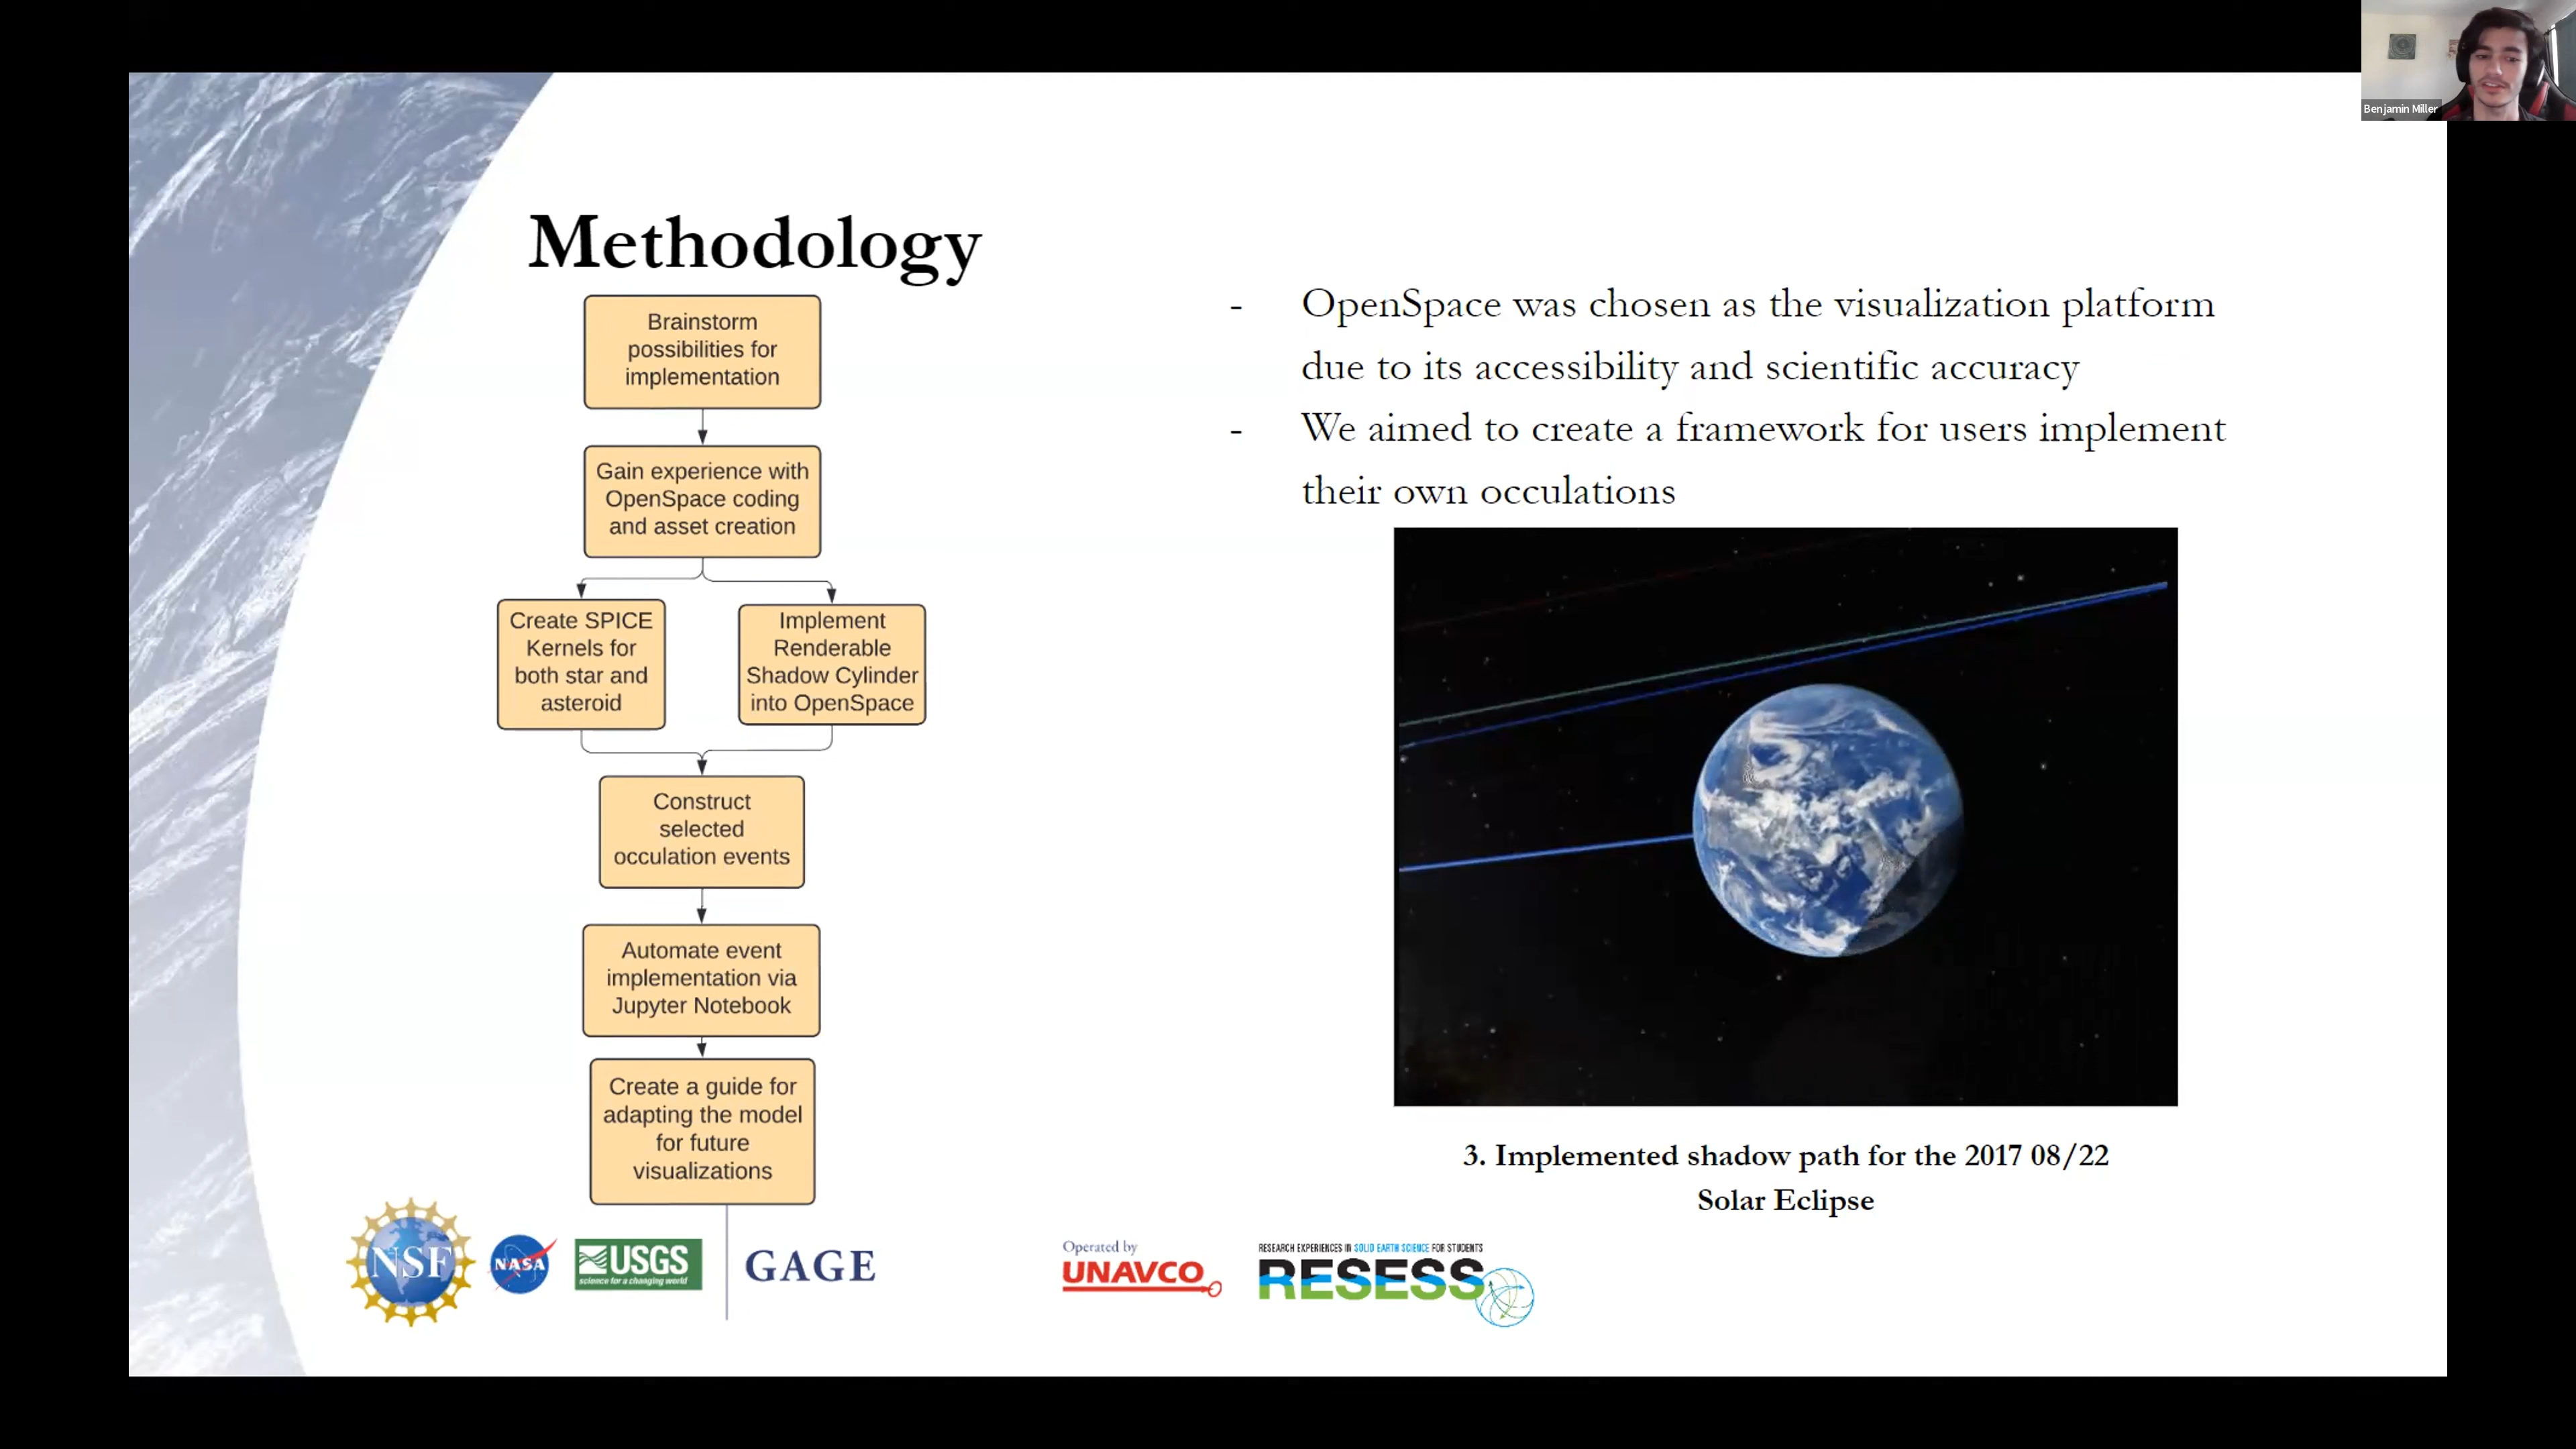 Benjamin Miller
Methodology
Brainstorm
possibilities for
implementation
Gain experience with
OpenSpace coding
and asset creation
Create SPICE
Kernels for
both star and
asteroid
Implement
Renderable
Shadow Cylinder
into OpenSpace
Construct
selected
occulation events
Automate event
implementation via
Jupyter Notebook
Create a guide for
adapting the model
for future
visualizations
- OpenSpace was chosen as the visualization platform
due to its accessibility and scientific accuracy
- We aimed to create a framework for users implement
their own occulations
3. Implemented shadow path for the 2017 08/22
Solar Eclipse
NSF
NASA
USGS
science for a changing world
GAGE
Operated by
UNAVCO
RESEARCH EXPERIENCES IN SOLID EARTH SCIENCE FOR STUDENTS
RESESS